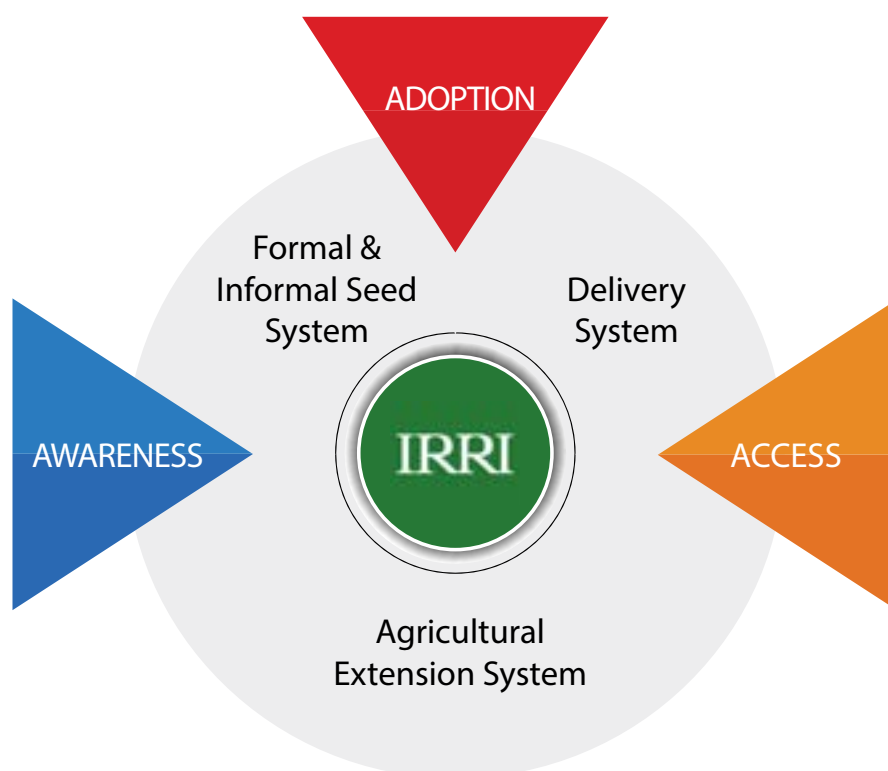 ADOPTION
Formal &
Informal Seed
System
Delivery
System
AWARENESS
IRRI
ACCESS
Agricultural
Extension System